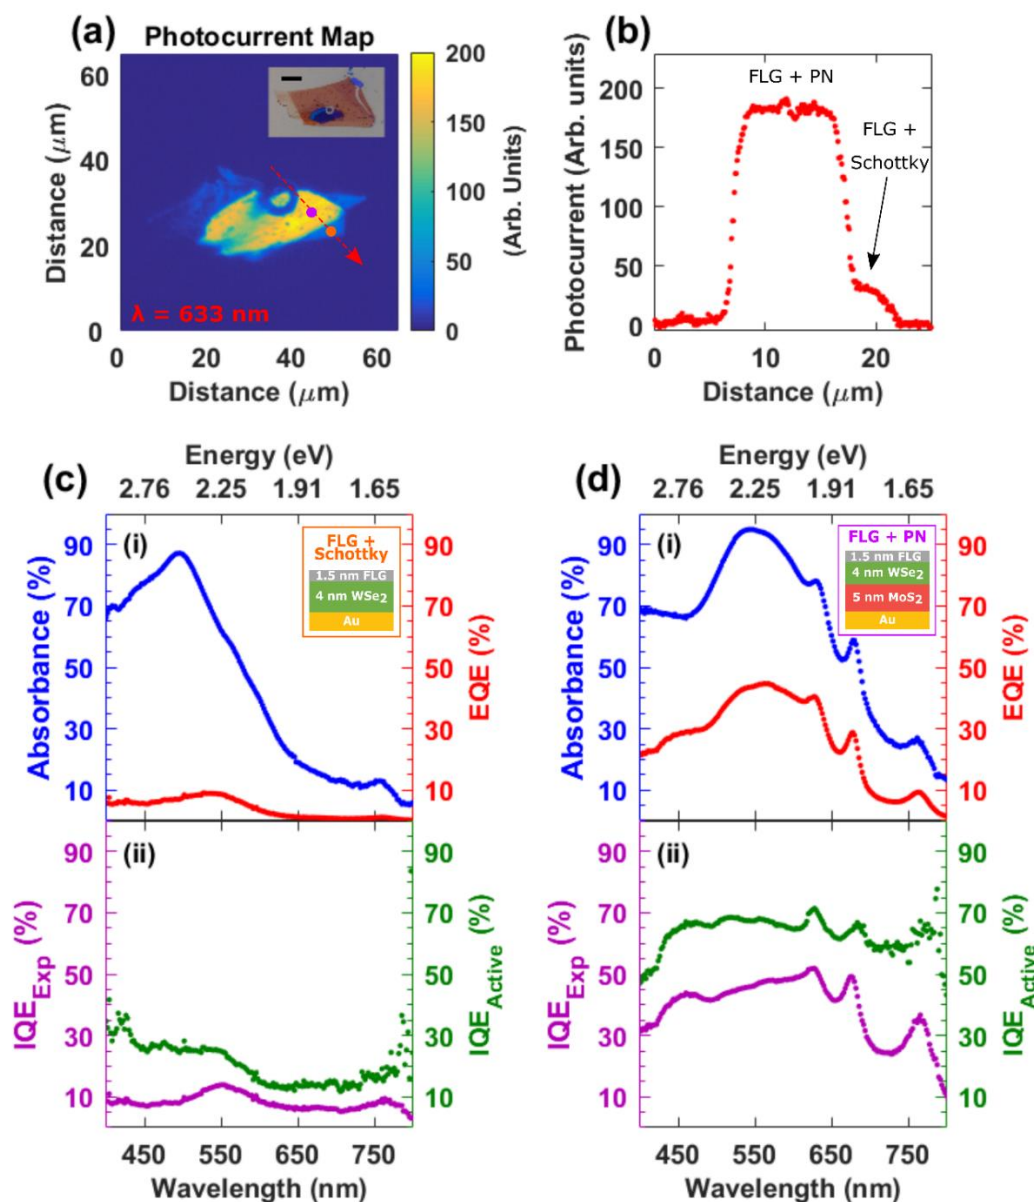 (a)
Photocurrent Map
Distance (μm)
60
40
20
0
0 20 40 60
Distance (μm)
λ = 633 nm
200
150
100
50
0
(Arb. Units)
(b)
Photocurrent (Arb. units)
200
150
100
50
0
0 10 20
Distance (μm)
FLG + PN
FLG +
Schottky
(c)
Energy (eV)
2.76 2.25 1.91 1.65
(i)
Absorbance (%)
90
70
50
30
10
EQE (%)
90
70
50
30
10
FLG +
Schottky
1.5 nm FLG
4 nm WSe2
Au
(ii)
IQEExp (%)
90
70
50
30
10
IQEActive (%)
90
70
50
30
10
450 550 650 750
Wavelength (nm)
(d)
Energy (eV)
2.76 2.25 1.91 1.65
(i)
Absorbance (%)
90
70
50
30
10
EQE (%)
90
70
50
30
10
FLG + PN
1.5 nm FLG
4 nm WSe2
5 nm MoS2
Au
(ii)
IQEExp (%)
90
70
50
30
10
IQEActive (%)
90
70
50
30
10
450 550 650 750
Wavelength (nm)